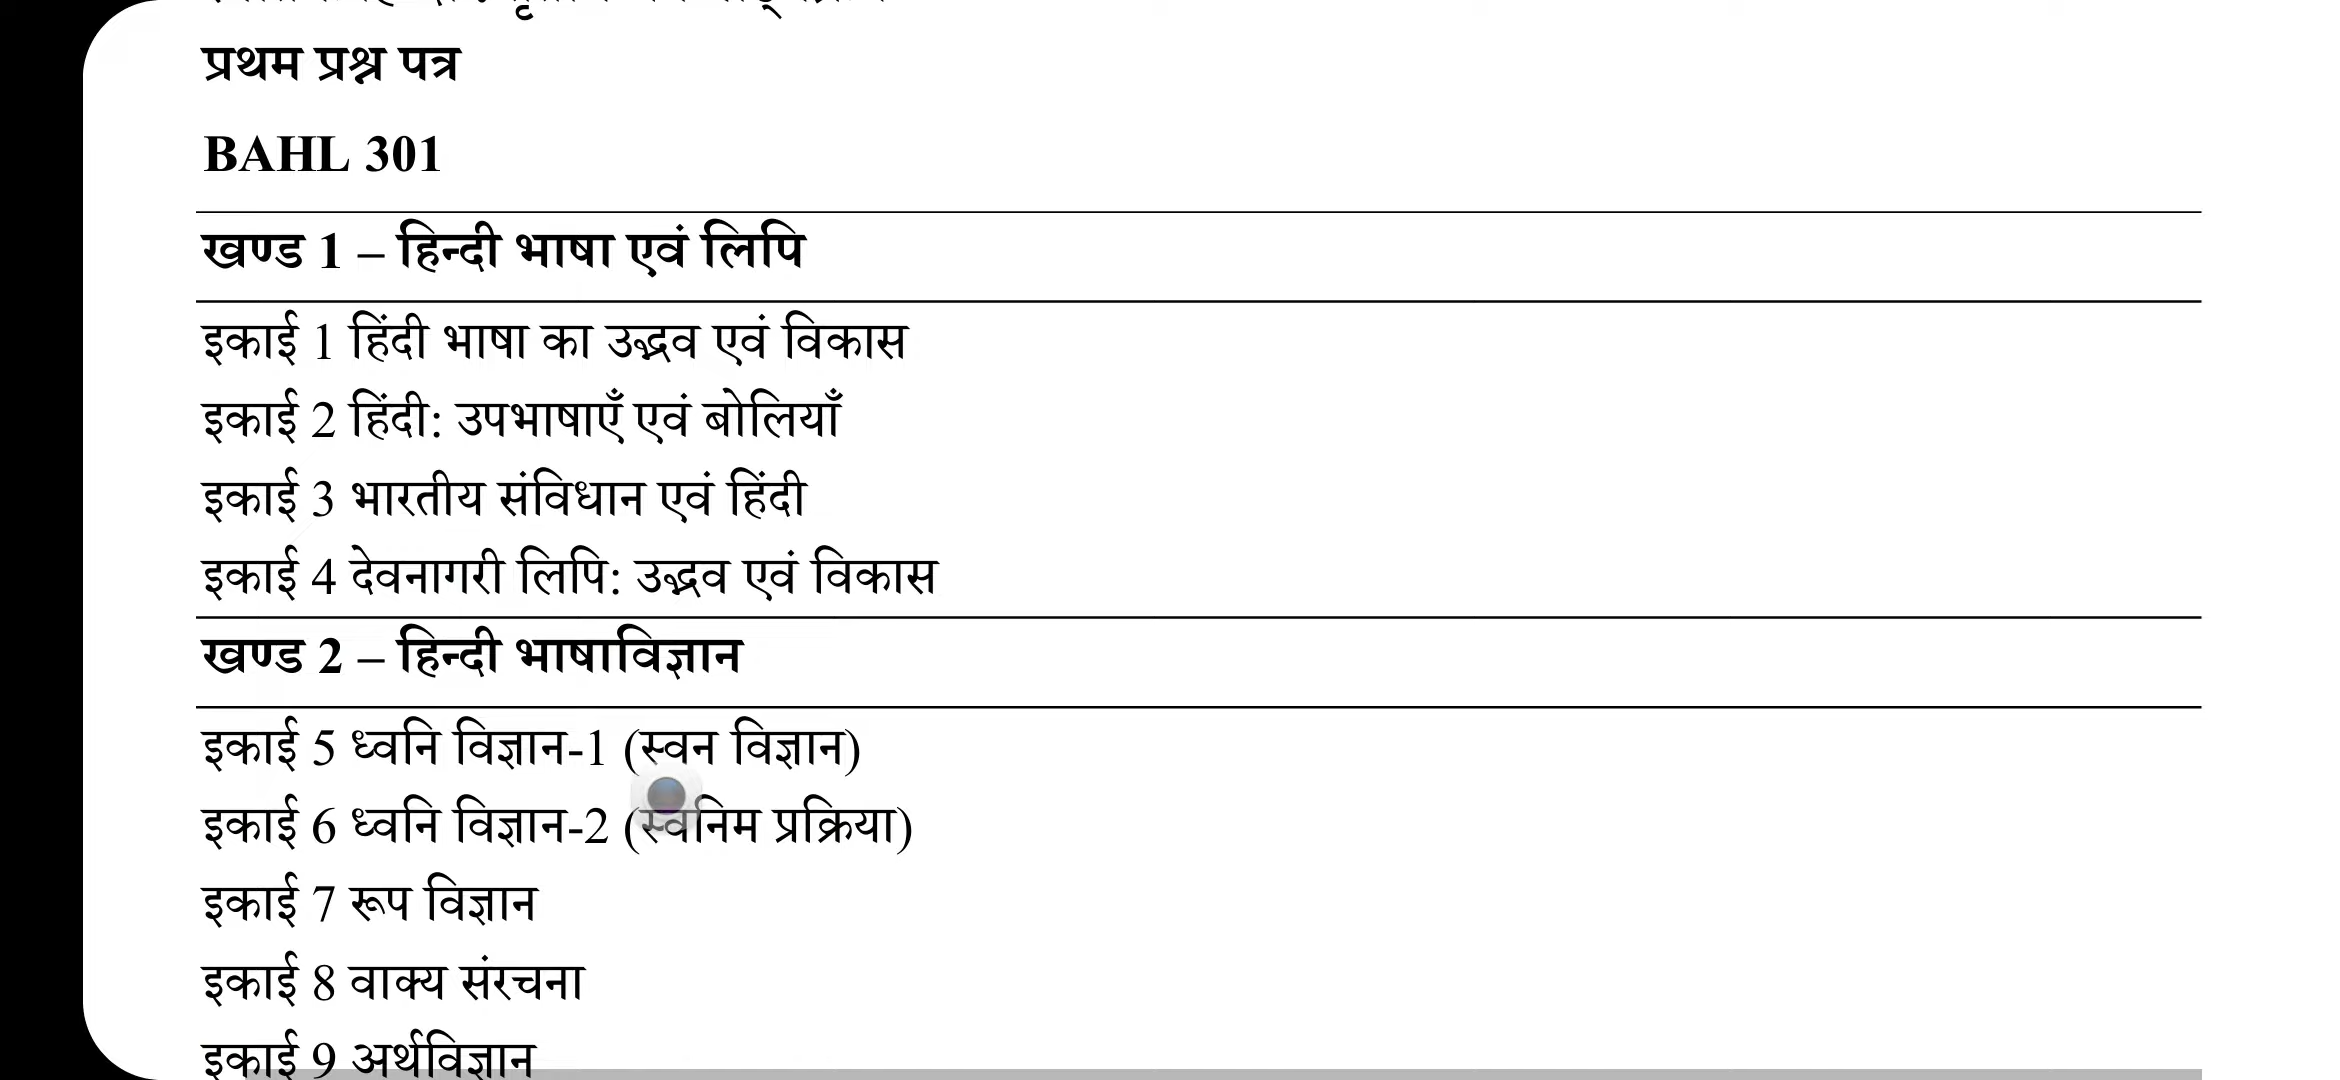 प्रथम प्रश्न पत्र
BAHL 301
खण्ड 1 – हिन्दी भाषा एवं लिपि
इकाई 1 हिंदी भाषा का उद्भव एवं विकास
इकाई 2 हिंदी: उपभाषाएँ एवं बोलियाँ
इकाई 3 भारतीय संविधान एवं हिंदी
इकाई 4 देवनागरी लिपि: उद्भव एवं विकास
खण्ड 2 – हिन्दी भाषाविज्ञान
इकाई 5 ध्वनि विज्ञान-1 (स्वन विज्ञान)
इकाई 6 ध्वनि विज्ञान-2 (स्वनिम प्रक्रिया)
इकाई 7 रूप विज्ञान
इकाई 8 वाक्य संरचना
इकाई 9 अर्थविज्ञान